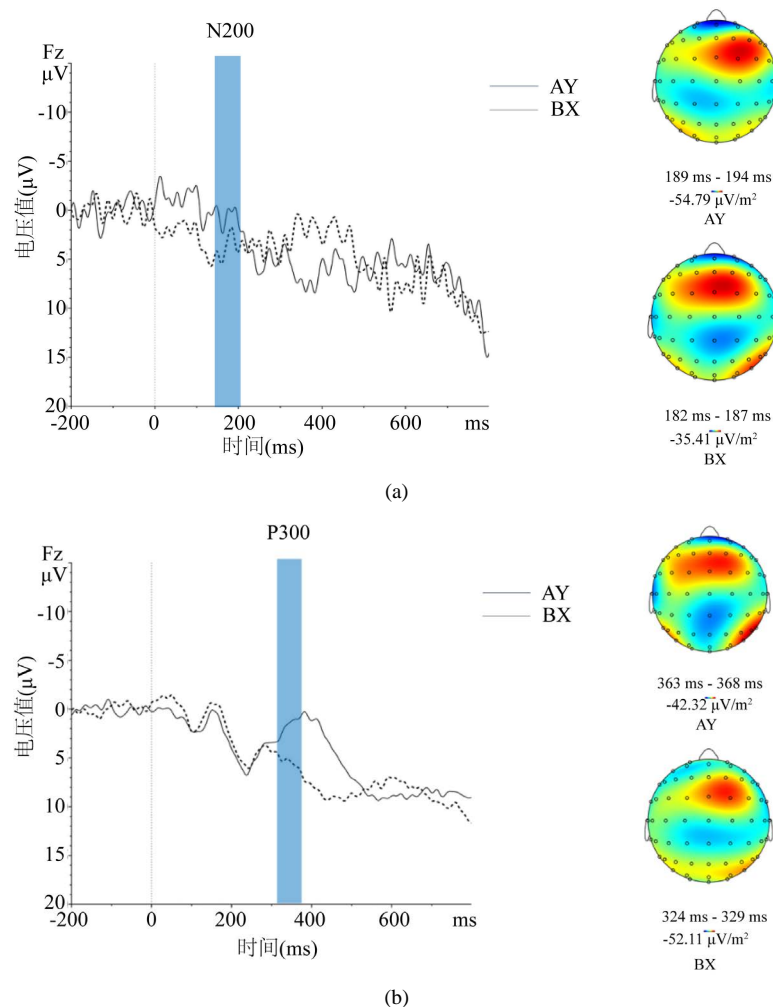 N200
Fz
μV
-10
-5
0
5
10
15
20
电压值(μV)
-200
0
200
400
600
ms
时间(ms)
AY
BX
189 ms - 194 ms
-54.79 μV/m²
AY
182 ms - 187 ms
-35.41 μV/m²
BX
(a)
P300
Fz
μV
-10
-5
0
5
10
15
20
电压值(μV)
-200
0
200
400
600
ms
时间(ms)
AY
BX
363 ms - 368 ms
-42.32 μV/m²
AY
324 ms - 329 ms
-52.11 μV/m²
BX
(b)